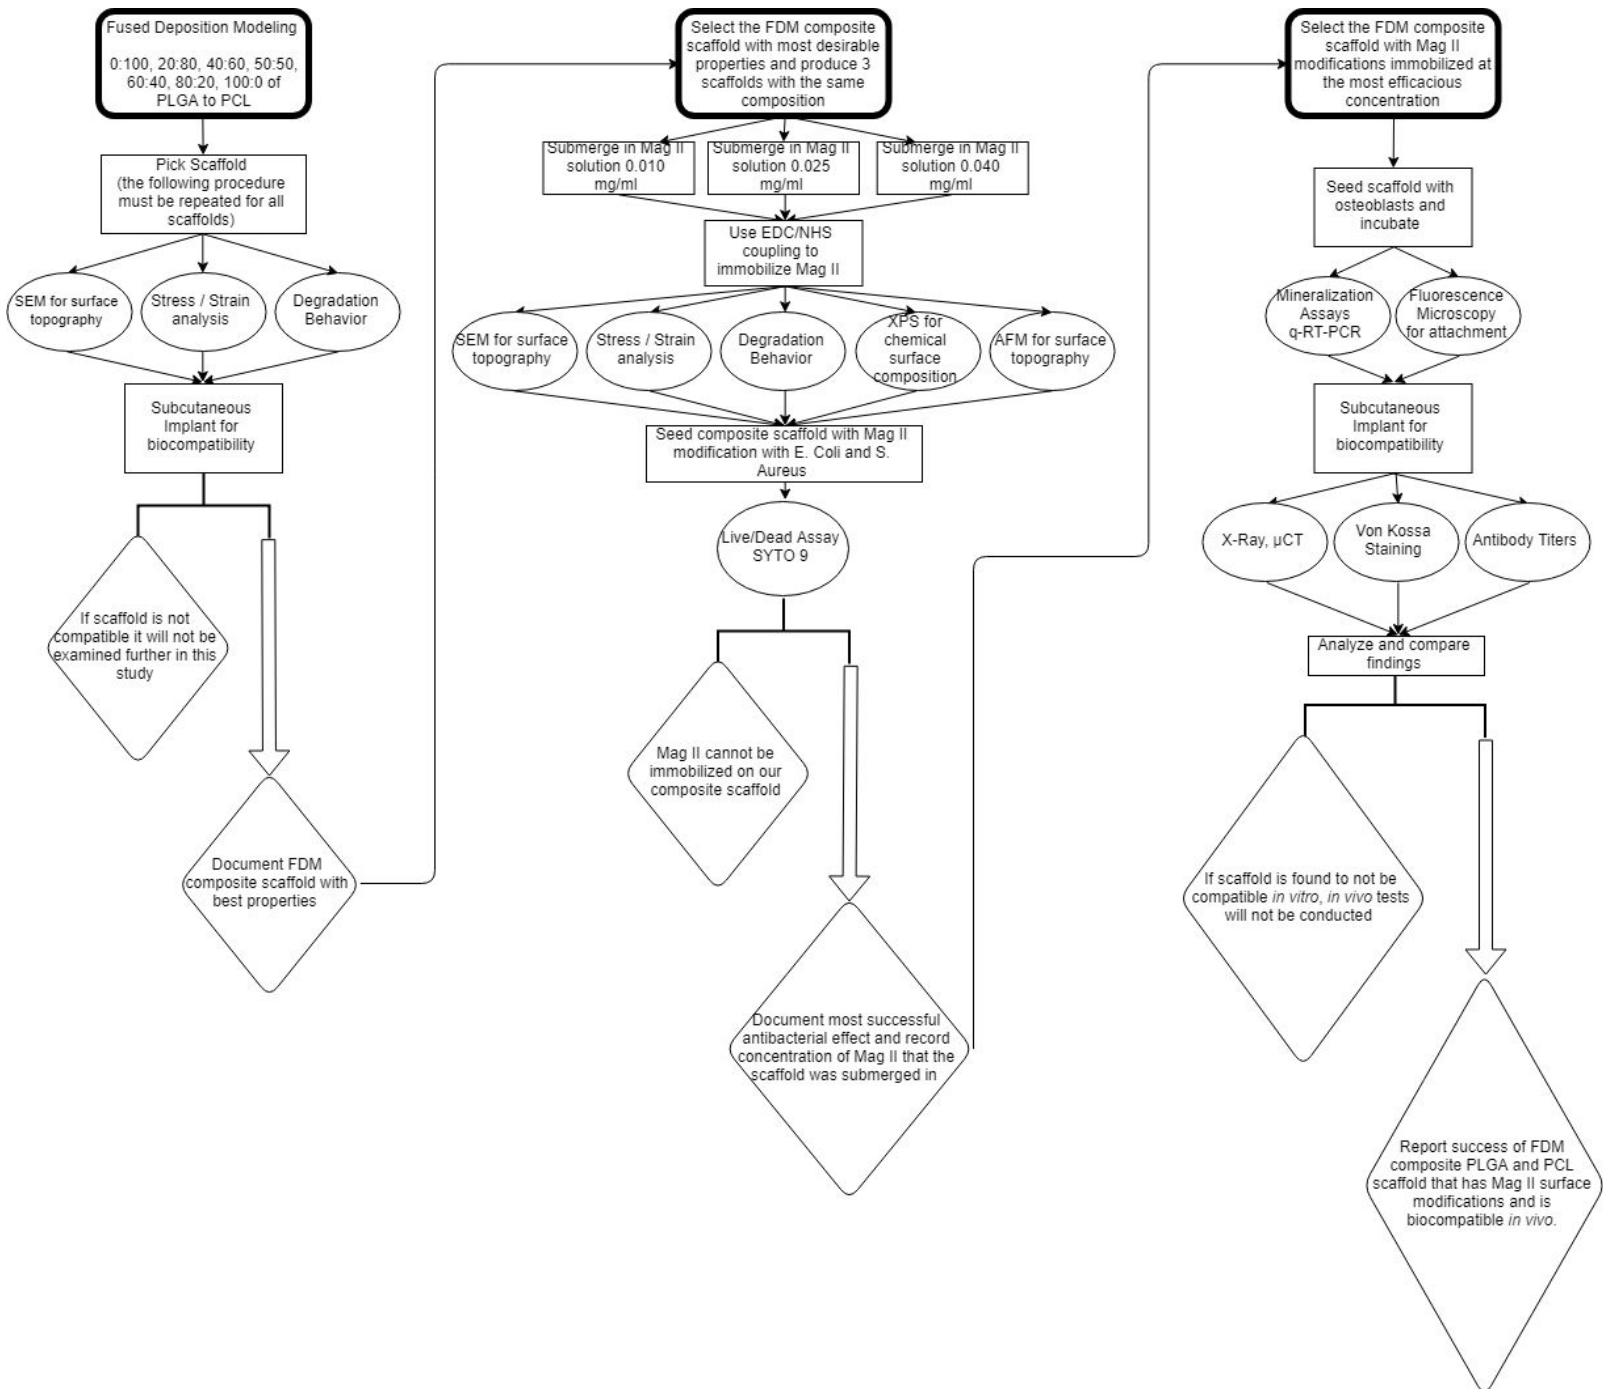 Fused Deposition Modeling
0:100, 20:80, 40:60, 50:50,
60:40, 80:20, 100:0 of
PLGA to PCL
Pick Scaffold
(the following procedure
must be repeated for all
scaffolds)
SEM for surface
topography
Stress / Strain
analysis
Degradation
Behavior
Subcutaneous
Implant for
biocompatibility
If scaffold is not
compatible it will not be
examined further in this
study
Document FDM
composite scaffold with
best properties
Select the FDM composite
scaffold with most desirable
properties and produce 3
scaffolds with the same
composition
Submerge in Mag II
solution 0.010
mg/ml
Submerge in Mag II
solution 0.025
mg/ml
Submerge in Mag II
solution 0.040
mg/ml
Use EDC/NHS
coupling to
immobilize Mag II
SEM for surface
topography
Stress / Strain
analysis
Degradation
Behavior
XPS for
chemical
surface
composition
AFM for surface
topography
Seed composite scaffold with Mag II
modification with E. Coli and S.
Aureus
Live/Dead Assay
SYTO 9
Mag II cannot be
immobilized on our
composite scaffold
Document most successful
antibacterial effect and record
concentration of Mag II that the
scaffold was submerged in
Select the FDM composite
scaffold with Mag II
modifications immobilized at
the most efficacious
concentration
Seed scaffold with
osteoblasts and
incubate
Mineralization
Assays
q-RT-PCR
Fluorescence
Microscopy
for attachment
Subcutaneous
Implant for
biocompatibility
X-Ray, µCT
Von Kossa
Staining
Antibody Titers
Analyze and compare
findings
If scaffold is found to not be
compatible in vitro, in vivo tests
will not be conducted
Report success of FDM
composite PLGA and PCL
scaffold that has Mag II surface
modifications and is
biocompatible in vivo.